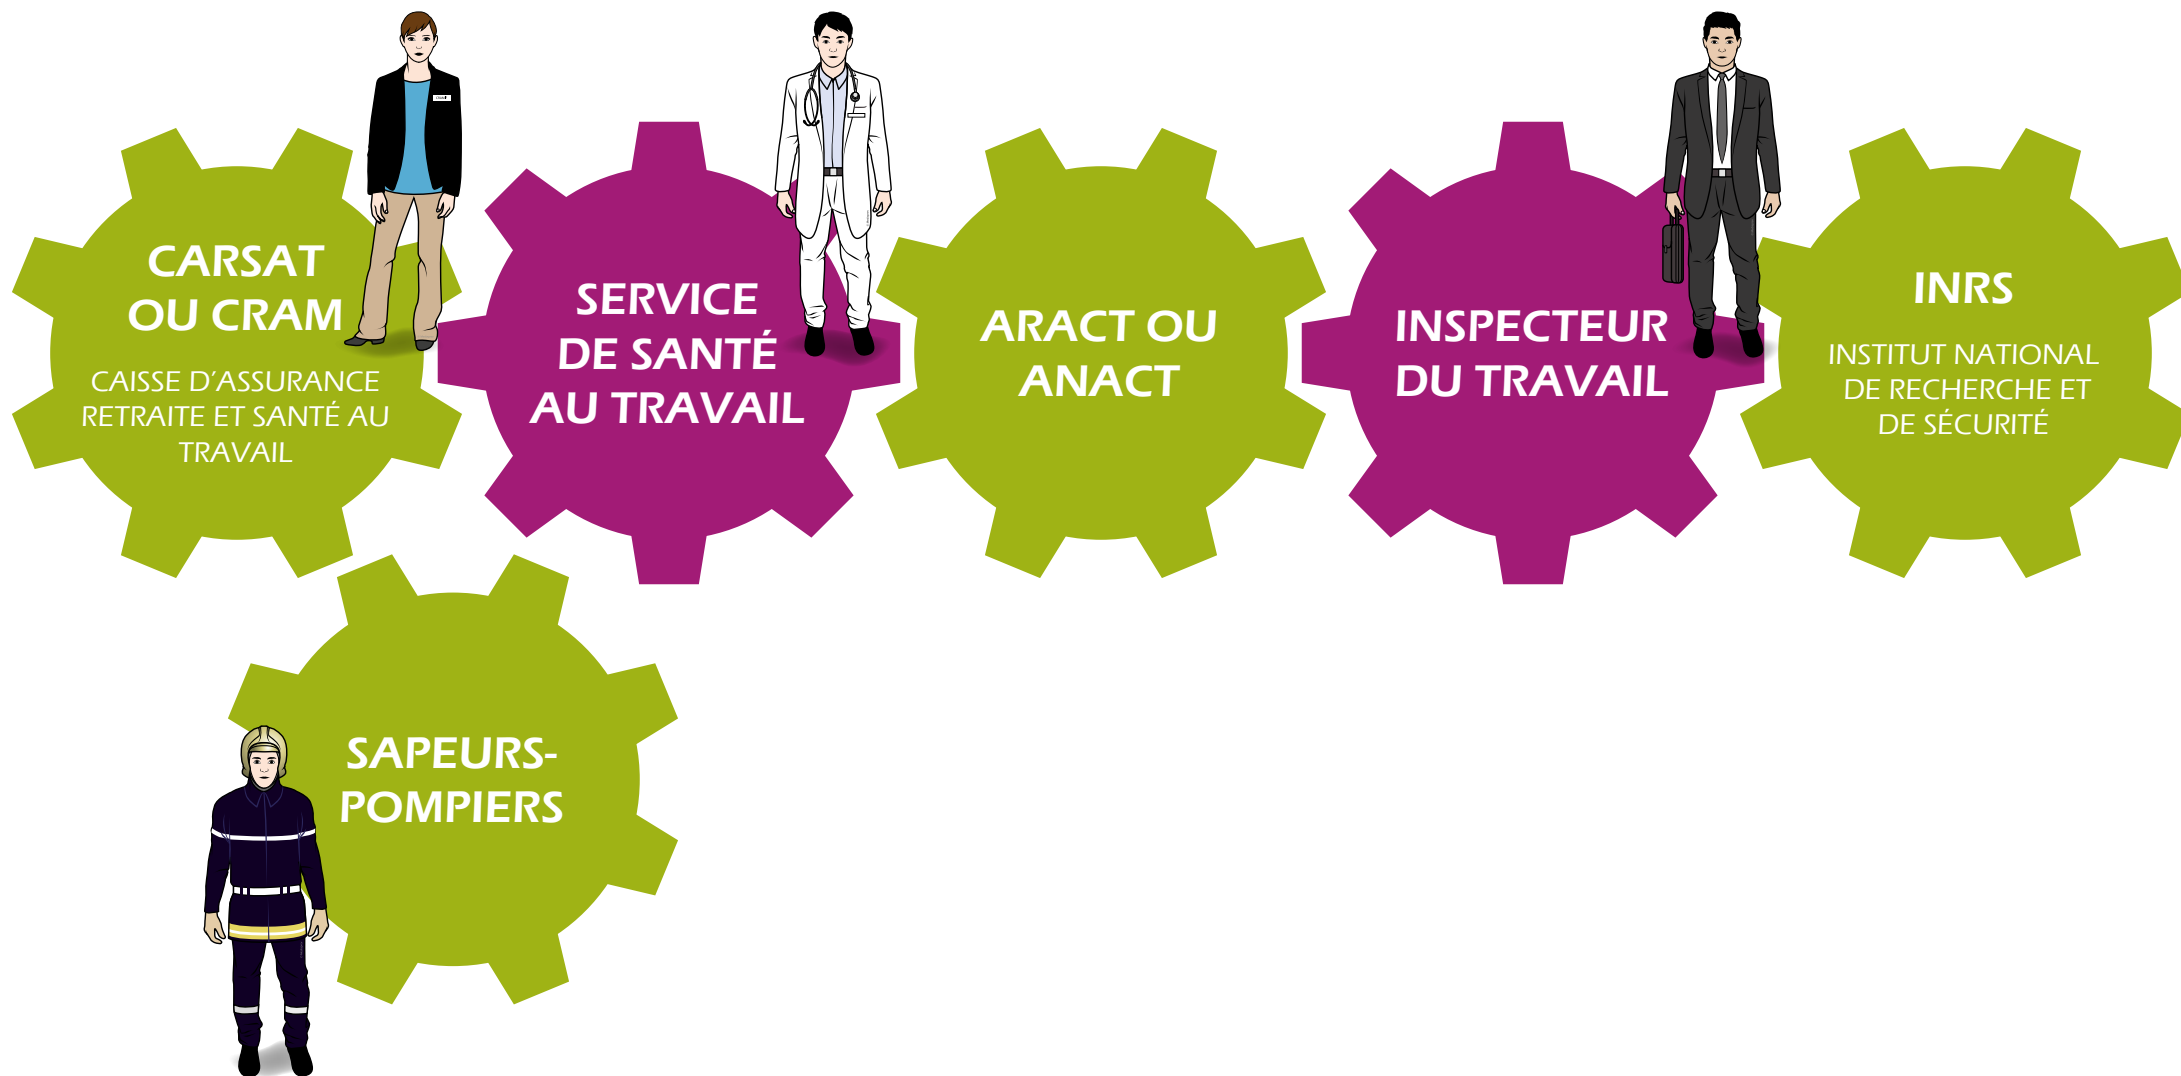 CARSAT
OU CRAM
CAISSE D’ASSURANCE
RETRAITE ET SANTÉ AU
TRAVAIL
SERVICE
DE SANTÉ
AU TRAVAIL
ARACT OU
ANACT
INSPECTEUR
DU TRAVAIL
INRS
INSTITUT NATIONAL
DE RECHERCHE ET
DE SÉCURITÉ
SAPEURS-
POMPIERS